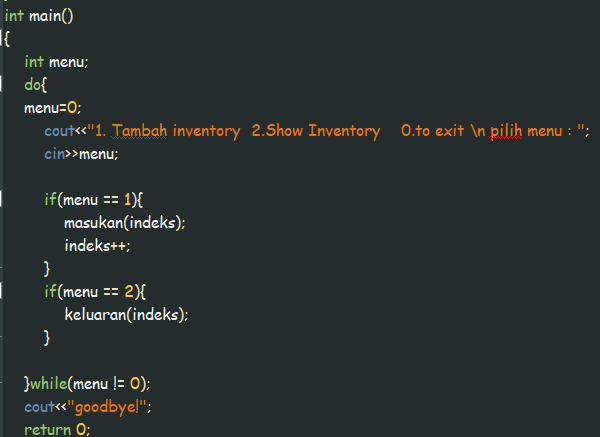 int main()
{
int menu;
do{
menu=0;
cout<<"1. Tambah inventory  2.Show Inventory    0.to exit \n pilih menu : ";
cin>>menu;
if(menu == 1){
masukan(indeks);
indeks++;
}
if(menu == 2){
keluaran(indeks);
}
}while(menu != 0);
cout<<"goodbye!";
return 0;